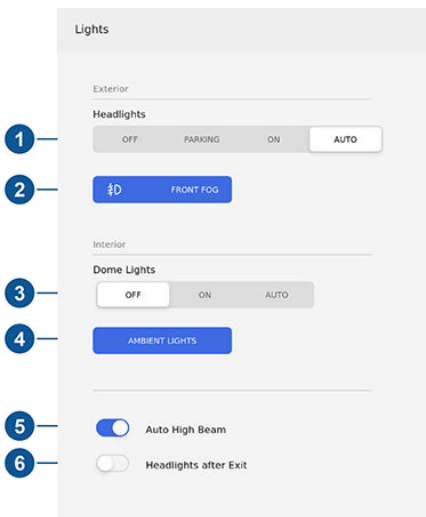 Lights
Exterior
Headlights
1 OFF PARKING ON AUTO
2 FRONT FOG
Interior
Dome Lights
3 OFF ON AUTO
4 AMBIENT LIGHTS
5 Auto High Beam
6 Headlights after Exit